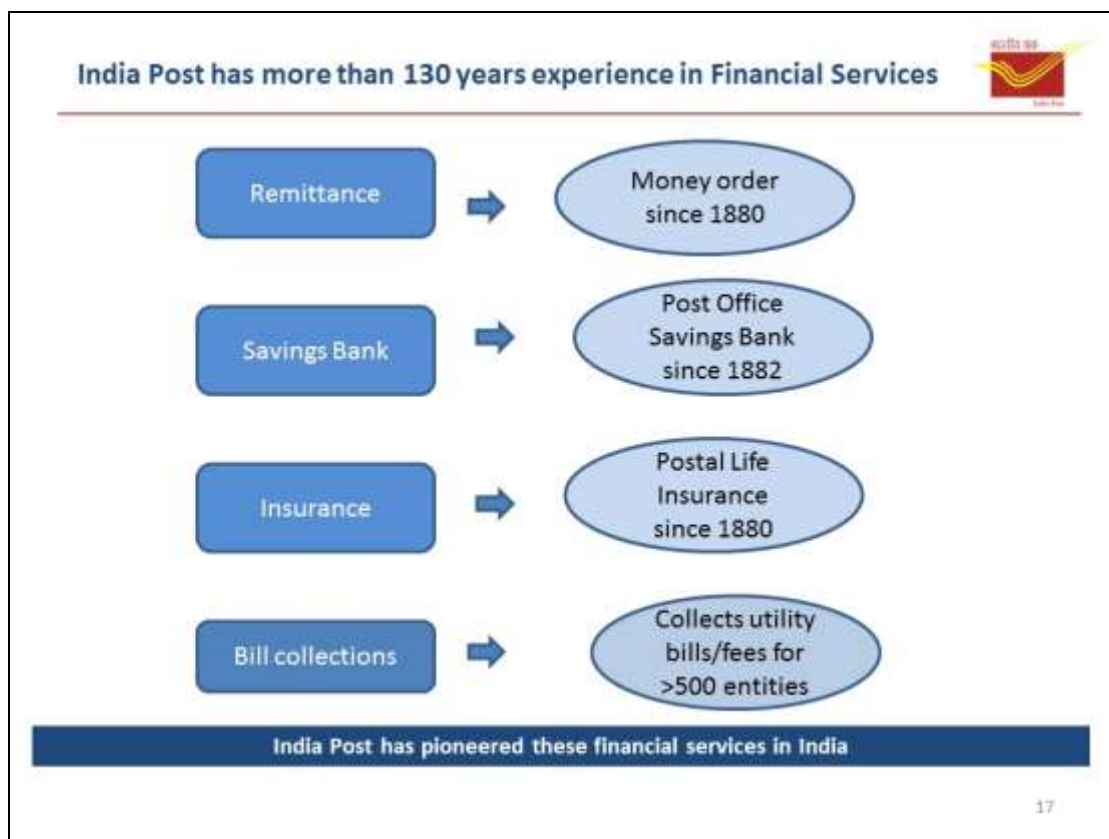 India Post has more than 130 years experience in Financial Services
Remittance
Money order
since 1880
Savings Bank
Post Office
Savings Bank
since 1882
Insurance
Postal Life
Insurance
since 1880
Bill collections
Collects utility
bills/fees for
>500 entities
India Post has pioneered these financial services in India
17